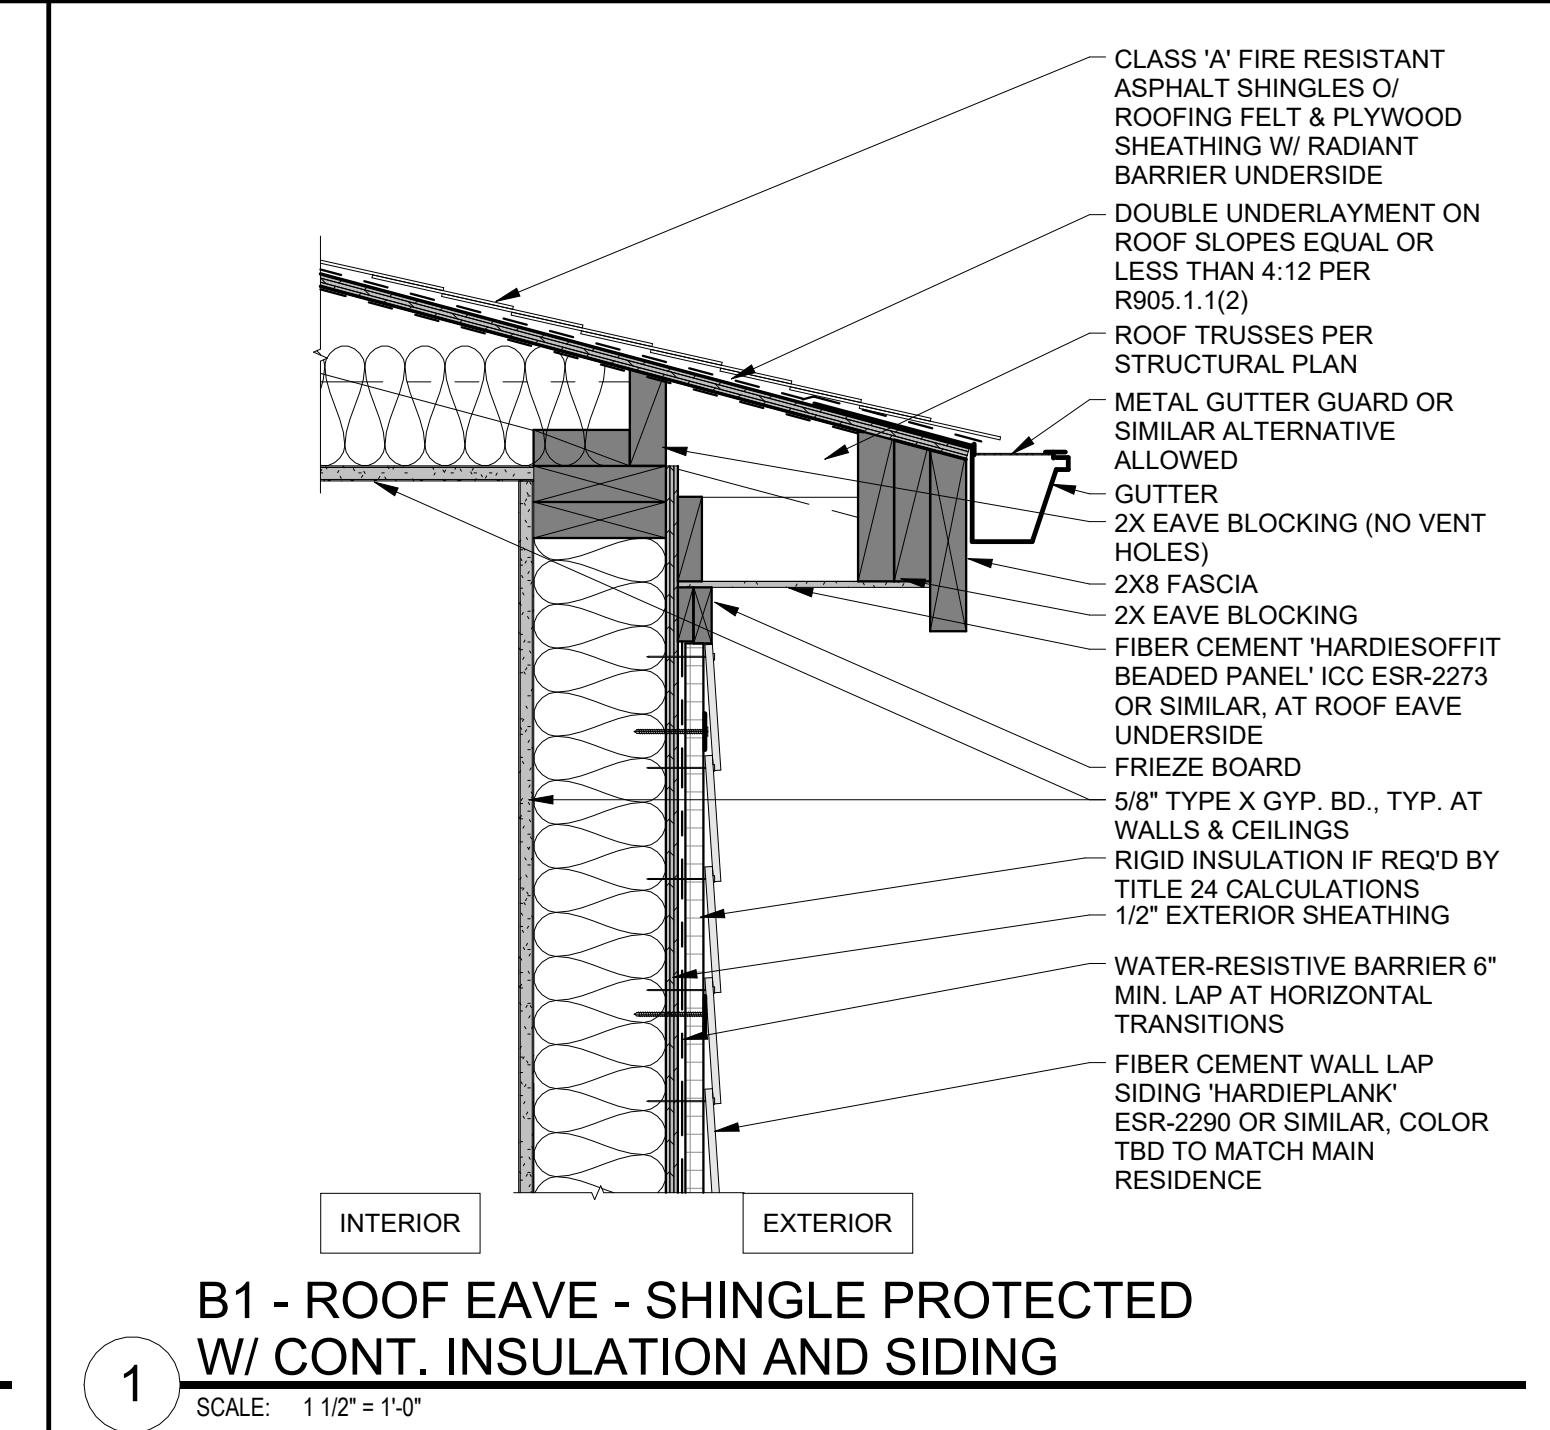 CLASS 'A' FIRE RESISTANT
ASPHALT SHINGLES O/
ROOFING FELT & PLYWOOD
SHEATHING W/ RADIANT
BARRIER UNDERSIDE
DOUBLE UNDERLAYMENT ON
ROOF SLOPES EQUAL OR
LESS THAN 4:12 PER
R905.1.1(2)
ROOF TRUSSES PER
STRUCTURAL PLAN
METAL GUTTER GUARD OR
SIMILAR ALTERNATIVE
ALLOWED
GUTTER
2X EAVE BLOCKING (NO VENT
HOLES)
2X8 FASCIA
2X EAVE BLOCKING
FIBER CEMENT 'HARDIESOFFIT
BEADED PANEL' ICC ESR-2273
OR SIMILAR, AT ROOF EAVE
UNDERSIDE
FRIEZE BOARD
5/8" TYPE X GYP. BD., TYP. AT
WALLS & CEILINGS
RIGID INSULATION IF REQ'D BY
TITLE 24 CALCULATIONS
1/2" EXTERIOR SHEATHING
WATER-RESISTIVE BARRIER 6"
MIN. LAP AT HORIZONTAL
TRANSITIONS
FIBER CEMENT WALL LAP
SIDING 'HARDIEPLANK'
ESR-2290 OR SIMILAR, COLOR
TBD TO MATCH MAIN
RESIDENCE
INTERIOR
EXTERIOR
B1 - ROOF EAVE - SHINGLE PROTECTED
W/ CONT. INSULATION AND SIDING
1
SCALE: 1 1/2" = 1'-0"